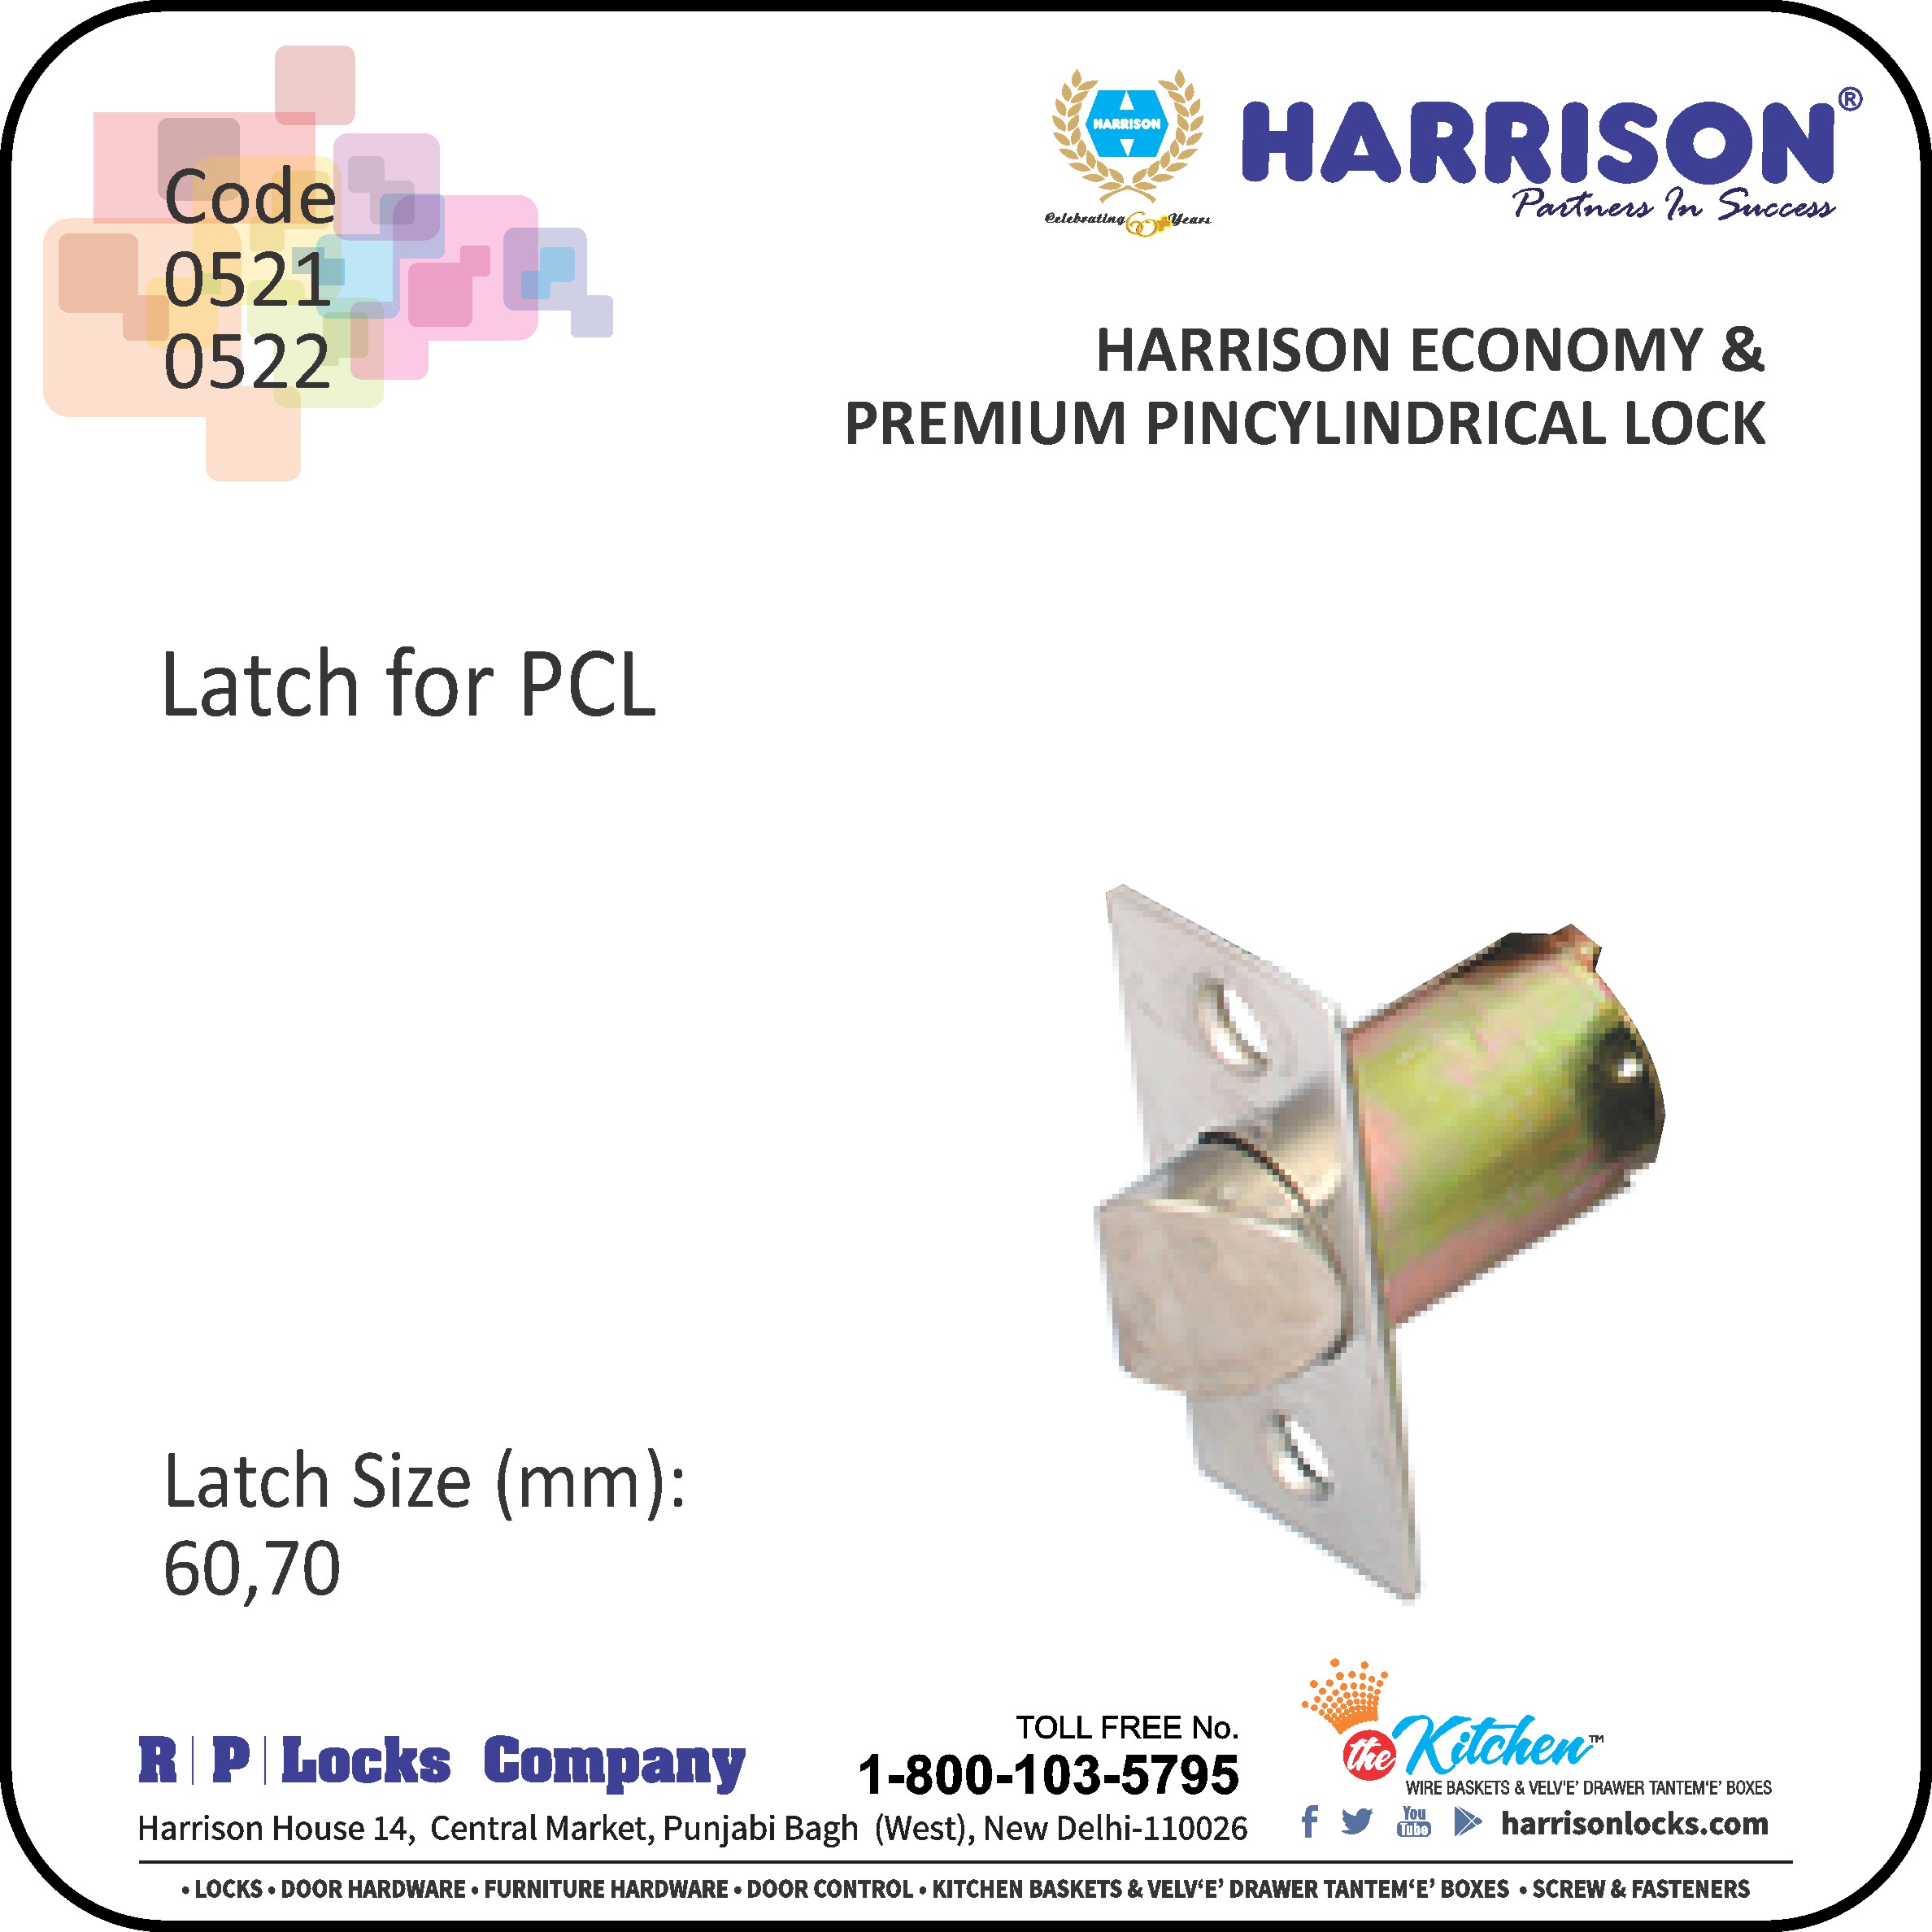 Code
0521
0522
HARRISON
Celebrating 60+ Years
HARRISON®
Partners In Success
HARRISON ECONOMY &
PREMIUM PINCYLINDRICAL LOCK
Latch for PCL
Latch Size (mm):
60,70
R P Locks Company
Harrison House 14, Central Market, Punjabi Bagh (West), New Delhi-110026
TOLL FREE No.
1-800-103-5795
the Kitchen™
WIRE BASKETS & VELV'E' DRAWER TANTEM'E' BOXES
f You Tube harrisonlocks.com
• LOCKS • DOOR HARDWARE • FURNITURE HARDWARE • DOOR CONTROL • KITCHEN BASKETS & VELV‘E’ DRAWER TANTEM‘E’ BOXES • SCREW & FASTENERS